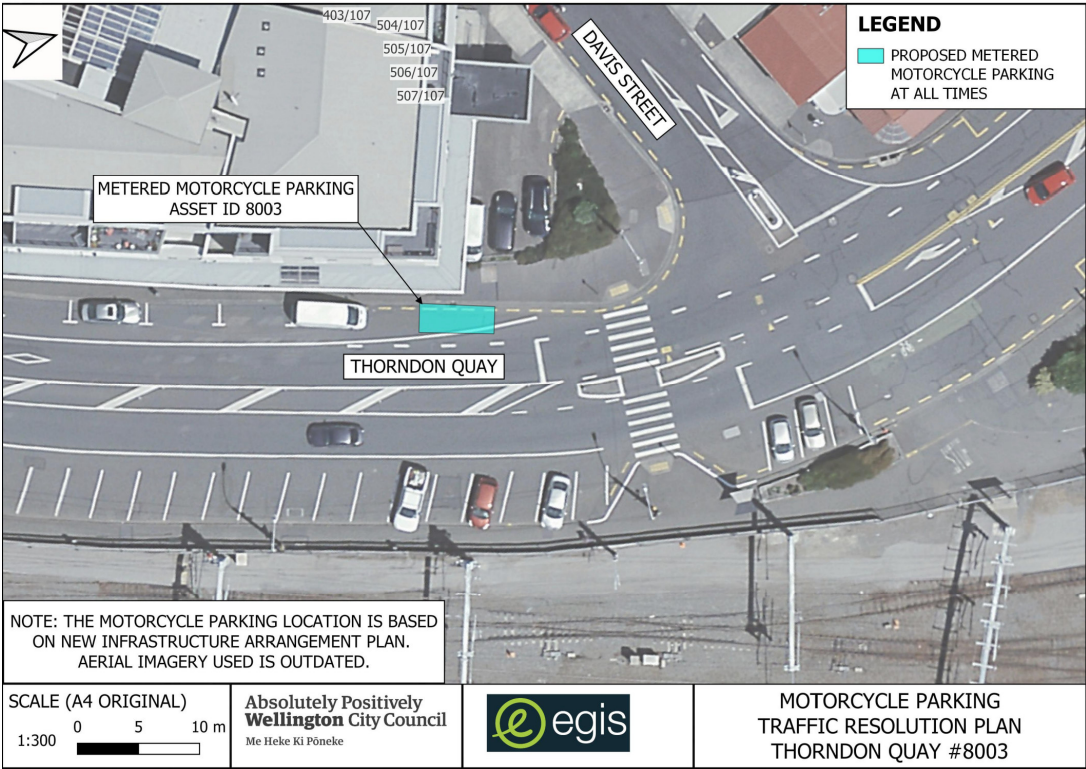 403/107
504/107
505/107
506/107
507/107
DAVIS STREET
LEGEND
PROPOSED METERED
MOTORCYCLE PARKING
AT ALL TIMES
METERED MOTORCYCLE PARKING
ASSET ID 8003
THORNDON QUAY
NOTE: THE MOTORCYCLE PARKING LOCATION IS BASED
ON NEW INFRASTRUCTURE ARRANGEMENT PLAN.
AERIAL IMAGERY USED IS OUTDATED.
SCALE (A4 ORIGINAL)
1:300
0 5 10 m
Absolutely Positively
Wellington City Council
Me Heke Ki Pōneke
egis
MOTORCYCLE PARKING
TRAFFIC RESOLUTION PLAN
THORNDON QUAY #8003